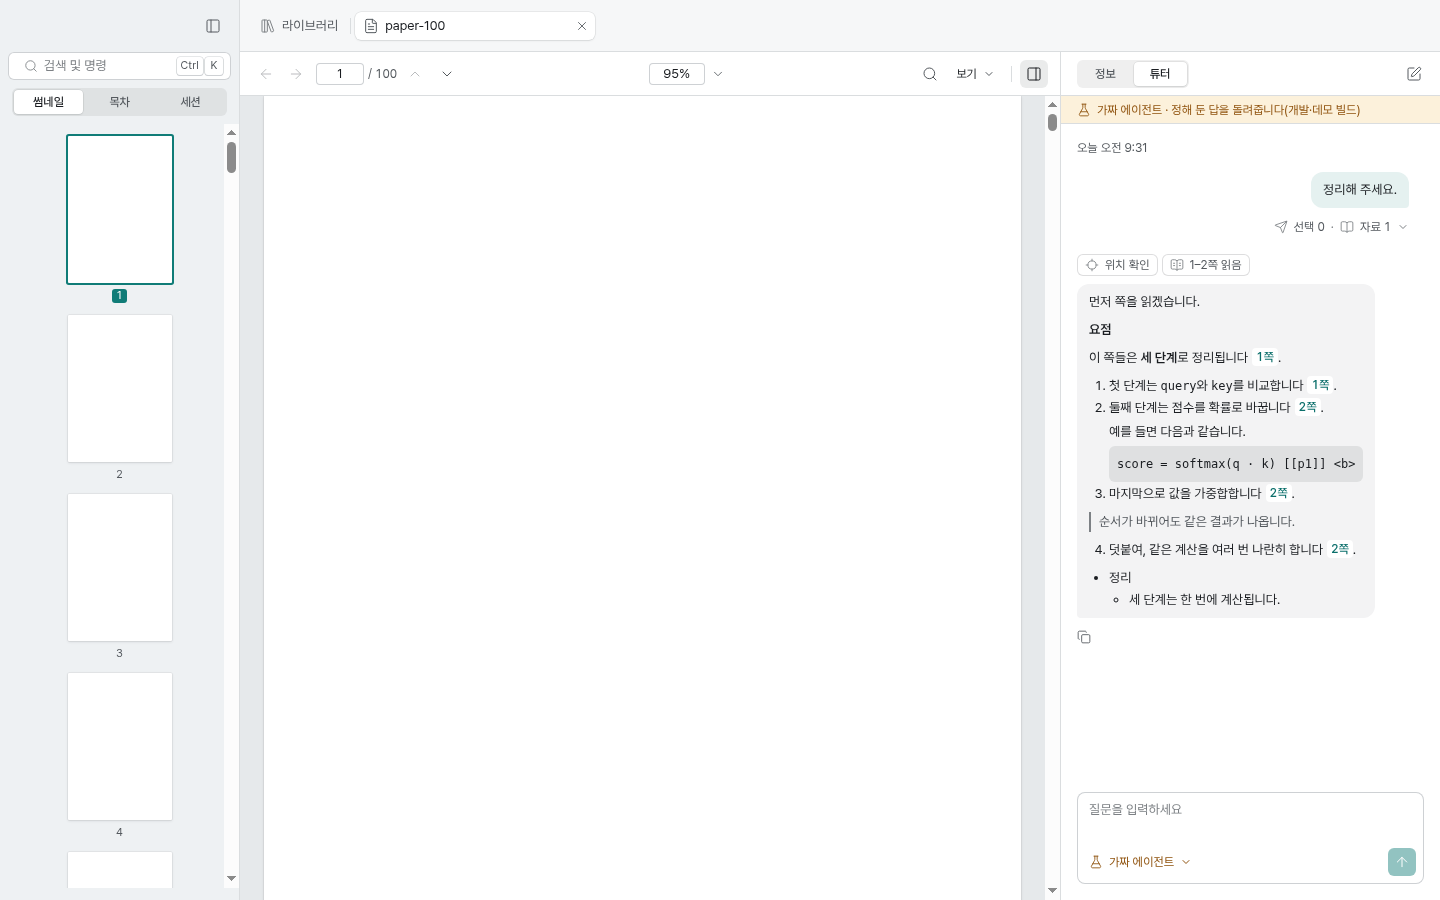 라이브러리
paper-100
검색 및 명령
Ctrl K
썸네일
목차
세션
1
2
3
4
1 / 100
95%
보기
정보
튜터
가짜 에이전트 · 정해 둔 답을 돌려줍니다(개발·데모 빌드)
오늘 오전 9:31
정리해 주세요.
선택 0 · 자료 1
위치 확인
1–2쪽 읽음
먼저 쪽을 읽겠습니다.
요점
이 쪽들은 세 단계로 정리됩니다 1쪽 .
1. 첫 단계는 query와 key를 비교합니다 1쪽 .
2. 둘째 단계는 점수를 확률로 바꿉니다 2쪽 .
예를 들면 다음과 같습니다.
score = softmax(q · k) [[p1]] <b>
3. 마지막으로 값을 가중합합니다 2쪽 .
순서가 바뀌어도 같은 결과가 나옵니다.
4. 덧붙여, 같은 계산을 여러 번 나란히 합니다 2쪽 .
• 정리
◦ 세 단계는 한 번에 계산됩니다.
질문을 입력하세요
가짜 에이전트